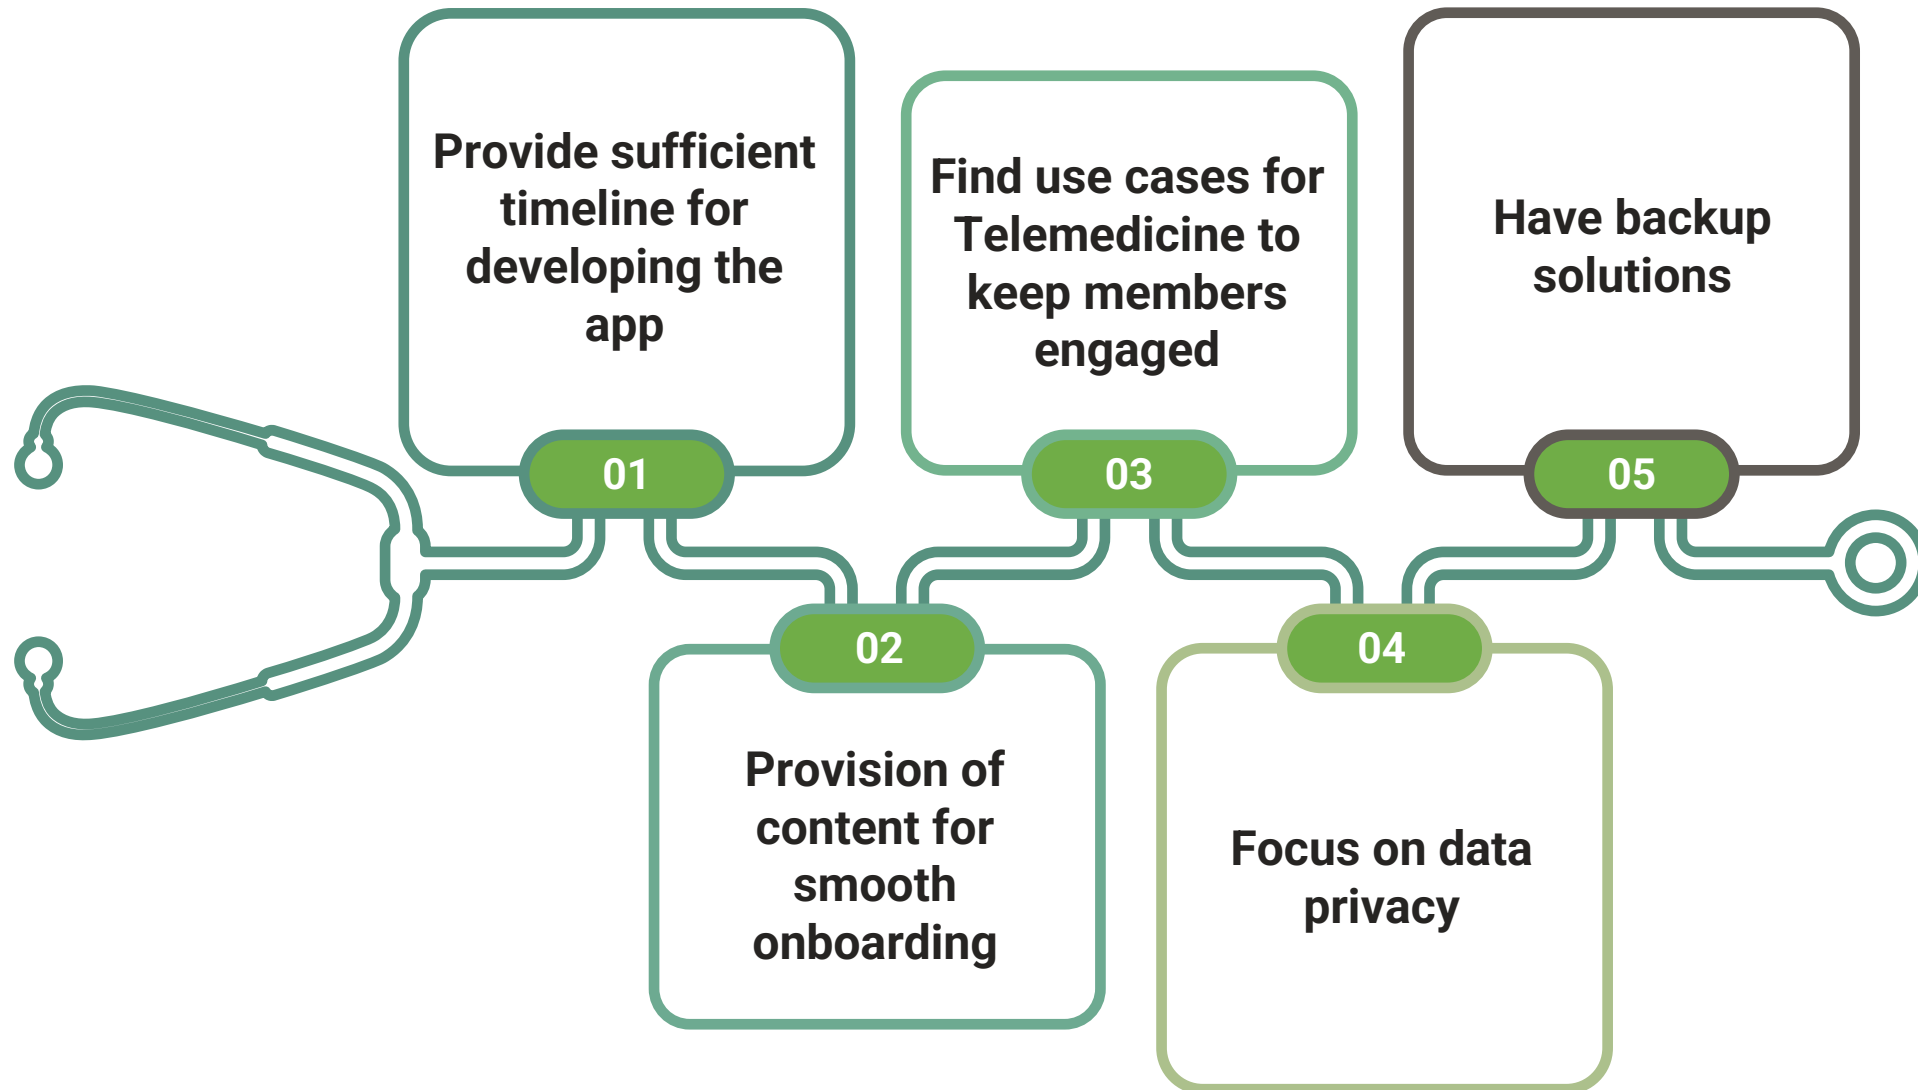 Provide sufficient
timeline for
developing the
app
01
Provision of
content for
smooth
onboarding
02
Find use cases for
Telemedicine to
keep members
engaged
03
Focus on data
privacy
04
Have backup
solutions
05